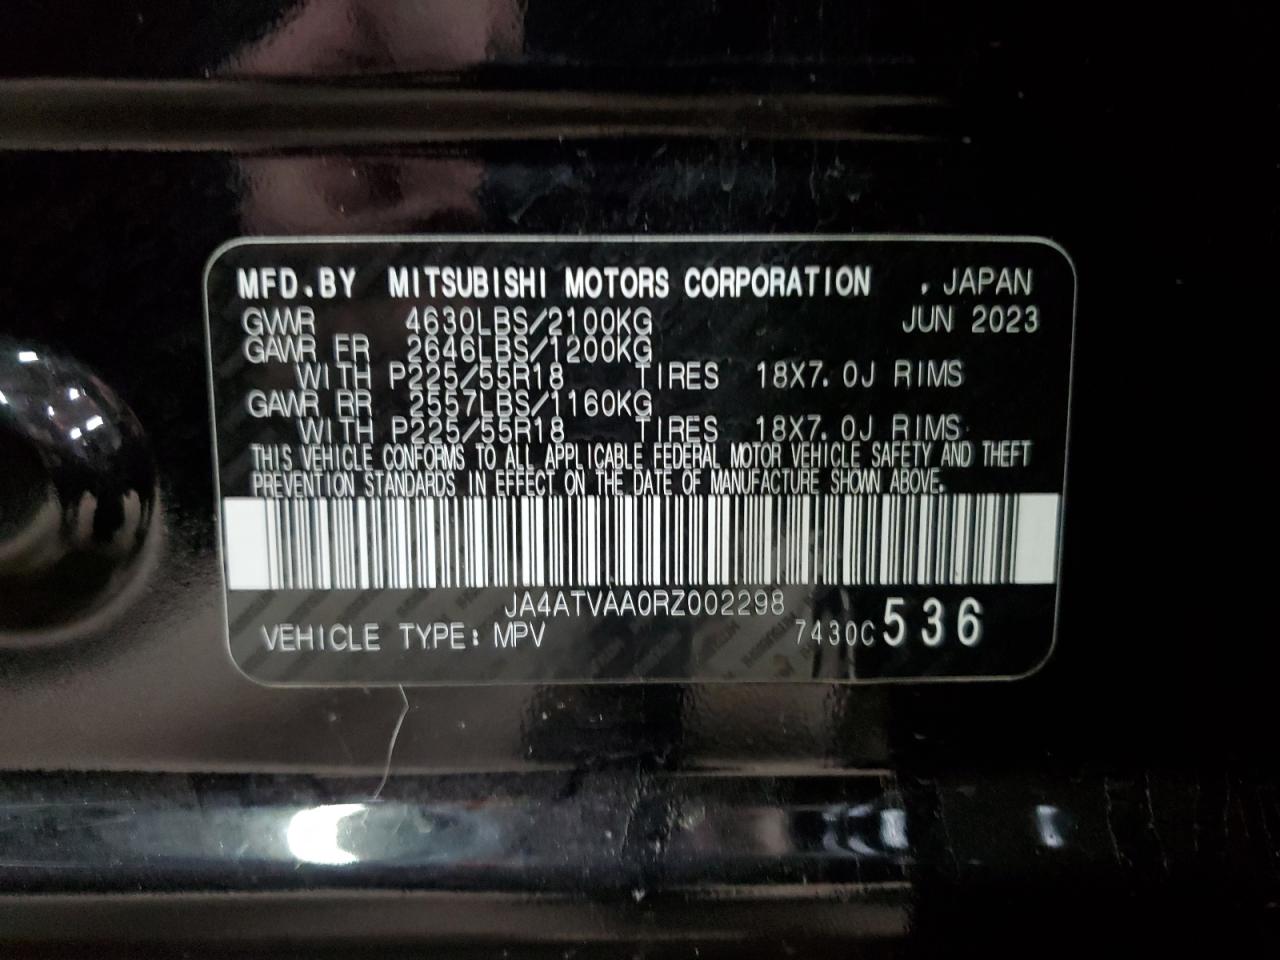 MFD.BY MITSUBISHI MOTORS CORPORATION , JAPAN
GVWR 4630LBS/2100KG JUN 2023
GAWR FR 2646LBS/1200KG
WITH P225/55R18 TIRES 18X7.0J RIMS
GAWR RR 2557LBS/1160KG
WITH P225/55R18 TIRES 18X7.0J RIMS.
THIS VEHICLE CONFORMS TO ALL APPLICABLE FEDERAL MOTOR VEHICLE SAFETY AND THEFT
PREVENTION STANDARDS IN EFFECT ON THE DATE OF MANUFACTURE SHOWN ABOVE.
JA4ATVAA0RZ002298
VEHICLE TYPE: MPV 7430C 536